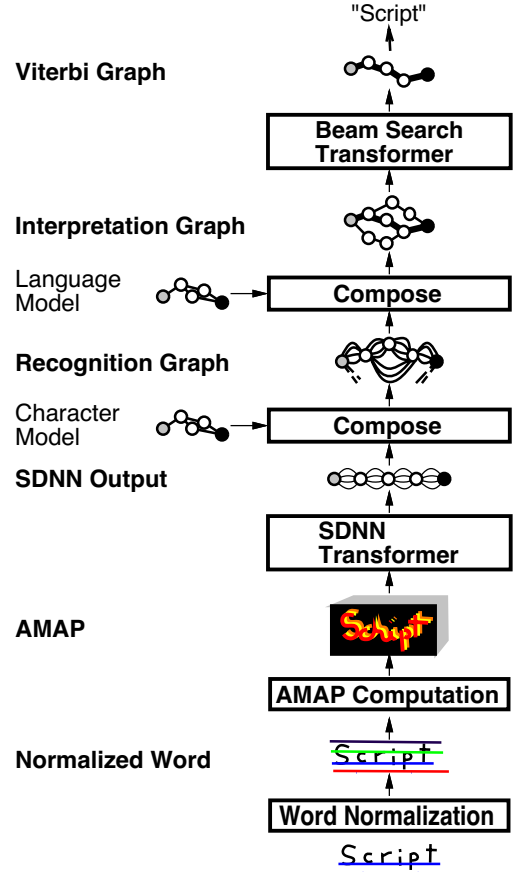 "Script"
Viterbi Graph
Beam Search
Transformer
Interpretation Graph
Language
Model
Compose
Recognition Graph
Character
Model
Compose
SDNN Output
SDNN
Transformer
AMAP
Script
AMAP Computation
Normalized Word
Script
Word Normalization
Script